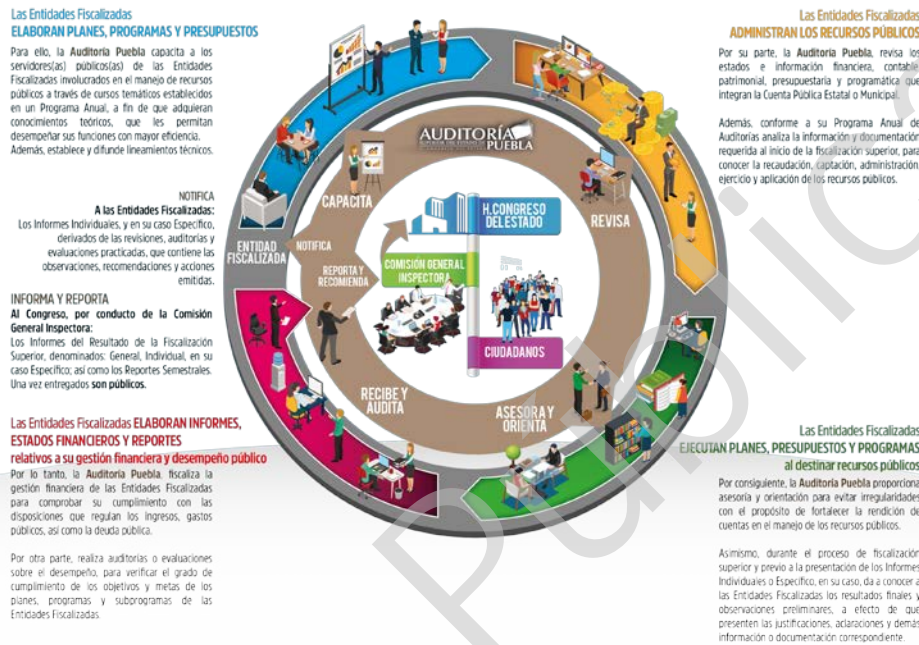 Las Entidades Fiscalizadas
ELABORAN PLANES, PROGRAMAS Y PRESUPUESTOS
Para ello, la Auditoría Puebla capacita a los
servidores(as) públicos(as) de las Entidades
Fiscalizadas involucrados en el manejo de recursos
públicos a través de cursos temáticos establecidos
en un Programa Anual, a fin de que adquieran
conocimientos teóricos, que les permitan
desempeñar sus funciones con mayor eficiencia.
Además, establece y difunde lineamientos técnicos.
NOTIFICA
A las Entidades Fiscalizadas:
Los Informes Individuales, y en su caso Específico,
derivados de las revisiones, auditorías y
evaluaciones practicadas, que contiene las
observaciones, recomendaciones y acciones
emitidas.
INFORMA Y REPORTA
Al Congreso, por conducto de la Comisión
General Inspectora:
Los Informes del Resultado de la Fiscalización
Superior, denominados: General, Individual, en su
caso Específico; así como los Reportes Semestrales.
Una vez entregados son públicos.
Las Entidades Fiscalizadas ELABORAN INFORMES,
ESTADOS FINANCIEROS Y REPORTES
relativos a su gestión financiera y desempeño público
Por lo tanto, la Auditoría Puebla, fiscaliza la
gestión financiera de las Entidades Fiscalizadas
para comprobar su cumplimiento con las
disposiciones que regulan los ingresos, gastos
públicos, así como la deuda pública.
Por otra parte, realiza auditorías o evaluaciones
sobre el desempeño, para verificar el grado de
cumplimiento de los objetivos y metas de los
planes, programas y subprogramas de las
Entidades Fiscalizadas.
AUDITORÍA
PUEBLA
CAPACITA
REVISA
H. CONGRESO
DEL ESTADO
ENTIDAD
FISCALIZADA
NOTIFICA
REPORTA Y
RECOMIENDA
COMISIÓN GENERAL
INSPECTORA
CIUDADANOS
RECIBE Y
AUDITA
ASESORA Y
ORIENTA
Las Entidades Fiscalizadas
ADMINISTRAN LOS RECURSOS PÚBLICOS
Por su parte, la Auditoría Puebla, revisa los
estados e información financiera, contable,
patrimonial, presupuestaria y programática que
integran la Cuenta Pública Estatal o Municipal.
Además, conforme a su Programa Anual de
Auditorías analiza la información y documentación
requerida al inicio de la fiscalización superior, para
conocer la recaudación, captación, administración,
ejercicio y aplicación de los recursos públicos.
Las Entidades Fiscalizadas
EJECUTAN PLANES, PRESUPUESTOS Y PROGRAMAS
al destinar recursos públicos
Por consiguiente, la Auditoría Puebla proporciona
asesoría y orientación para evitar irregularidades
con el propósito de fortalecer la rendición de
cuentas en el manejo de los recursos públicos.
Asimismo, durante el proceso de fiscalización
superior y previo a la presentación de los Informes
Individuales o Específico, en su caso, da a conocer a
las Entidades Fiscalizadas los resultados finales y
observaciones preliminares, a efecto de que
presenten las justificaciones, aclaraciones y demás
información o documentación correspondiente.
Pública